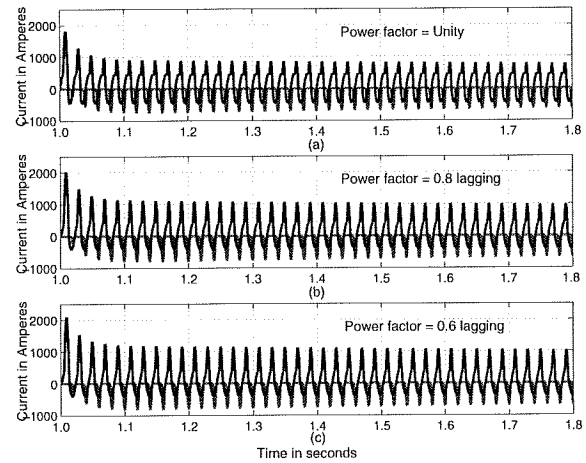 Current in Amperes
2000
1000
0
-1000
Power factor = Unity
1.0 1.1 1.2 1.3 1.4 1.5 1.6 1.7 1.8
(a)
Current in Amperes
2000
1000
0
-1000
Power factor = 0.8 lagging
1.0 1.1 1.2 1.3 1.4 1.5 1.6 1.7 1.8
(b)
Current in Amperes
2000
1000
0
-1000
Power factor = 0.6 lagging
1.0 1.1 1.2 1.3 1.4 1.5 1.6 1.7 1.8
(c)
Time in seconds